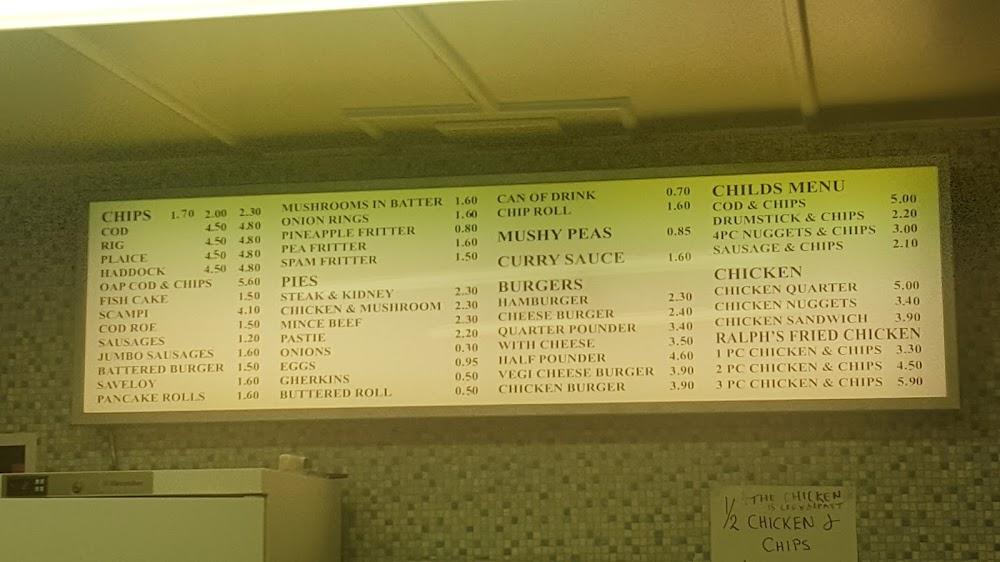 CHIPS 1.70 2.00 2.30
COD 4.50 4.80
RIG 4.50 4.80
PLAICE 4.50 4.80
HADDOCK 4.50 4.80
OAP COD & CHIPS 5.60
FISH CAKE 1.50
SCAMPI 4.10
COD ROE 1.50
SAUSAGES 1.20
JUMBO SAUSAGES 1.60
BATTERED BURGER 1.50
SAVELOY 1.60
PANCAKE ROLLS 1.60
MUSHROOMS IN BATTER 1.60
ONION RINGS 1.60
PINEAPPLE FRITTER 0.80
PEA FRITTER 1.60
SPAM FRITTER 1.50
PIES
STEAK & KIDNEY 2.30
CHICKEN & MUSHROOM 2.30
MINCE BEEF 2.30
PASTIE 2.20
ONIONS 0.30
EGGS 0.95
GHERKINS 0.50
BUTTERED ROLL 0.50
CAN OF DRINK 0.70
CHIP ROLL 1.60
MUSHY PEAS 0.85
CURRY SAUCE 1.60
BURGERS
HAMBURGER 2.30
CHEESE BURGER 2.40
QUARTER POUNDER 3.40
WITH CHEESE 3.50
HALF POUNDER 4.60
VEGI CHEESE BURGER 3.90
CHICKEN BURGER 3.90
CHILDS MENU
COD & CHIPS 5.00
DRUMSTICK & CHIPS 2.20
4PC NUGGETS & CHIPS 3.00
SAUSAGE & CHIPS 2.10
CHICKEN
CHICKEN QUARTER 5.00
CHICKEN NUGGETS 3.40
CHICKEN SANDWICH 3.90
RALPH'S FRIED CHICKEN
1 PC CHICKEN & CHIPS 3.30
2 PC CHICKEN & CHIPS 4.50
3 PC CHICKEN & CHIPS 5.90
THE CHICKEN
IS
1/2 CHICKEN &
CHIPS